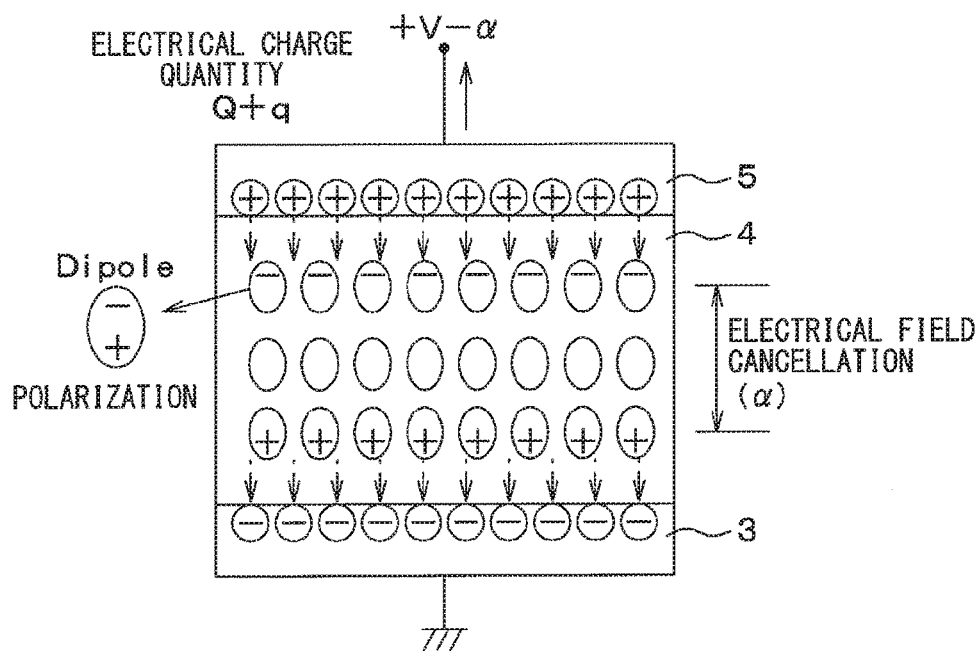 +V−α
ELECTRICAL CHARGE
QUANTITY
Q+q
5
+ + + + + + + + + +
4
Dipole
− − − − − − − −
−
+
ELECTRICAL FIELD
CANCELLATION
(α)
POLARIZATION
+ + + + + + + +
− − − − − − − − − −
3